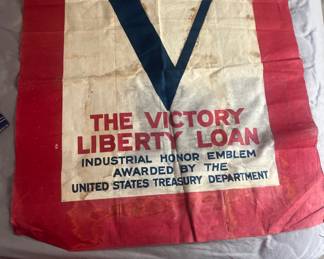 THE VICTORY
LIBERTY LOAN
INDUSTRIAL HONOR EMBLEM
AWARDED BY THE
UNITED STATES TREASURY DEPARTMENT